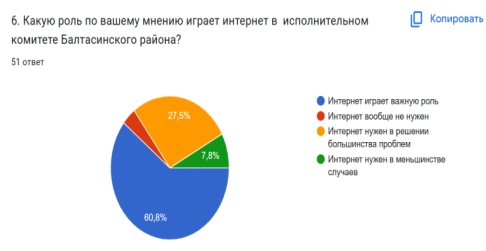 6. Какую роль по вашему мнению играет интернет в исполнительном
комитете Балтасинского района?
Копировать
51 ответ
27,5%
7,8%
60,8%
Интернет играет важную роль
Интернет вообще не нужен
Интернет нужен в решении
большинства проблем
Интернет нужен в меньшинстве
случаев